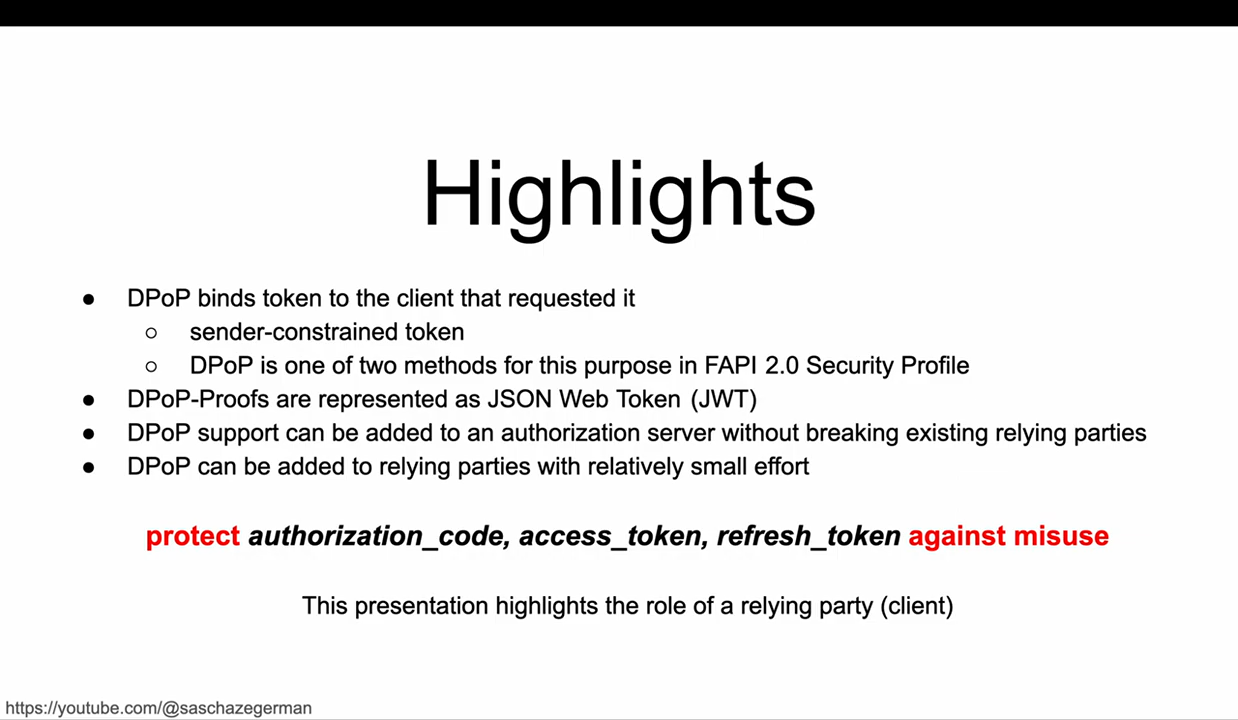 Highlights
● DPoP binds token to the client that requested it
○ sender-constrained token
○ DPoP is one of two methods for this purpose in FAPI 2.0 Security Profile
● DPoP-Proofs are represented as JSON Web Token (JWT)
● DPoP support can be added to an authorization server without breaking existing relying parties
● DPoP can be added to relying parties with relatively small effort
protect authorization_code, access_token, refresh_token against misuse
This presentation highlights the role of a relying party (client)
https://youtube.com/@saschazegerman